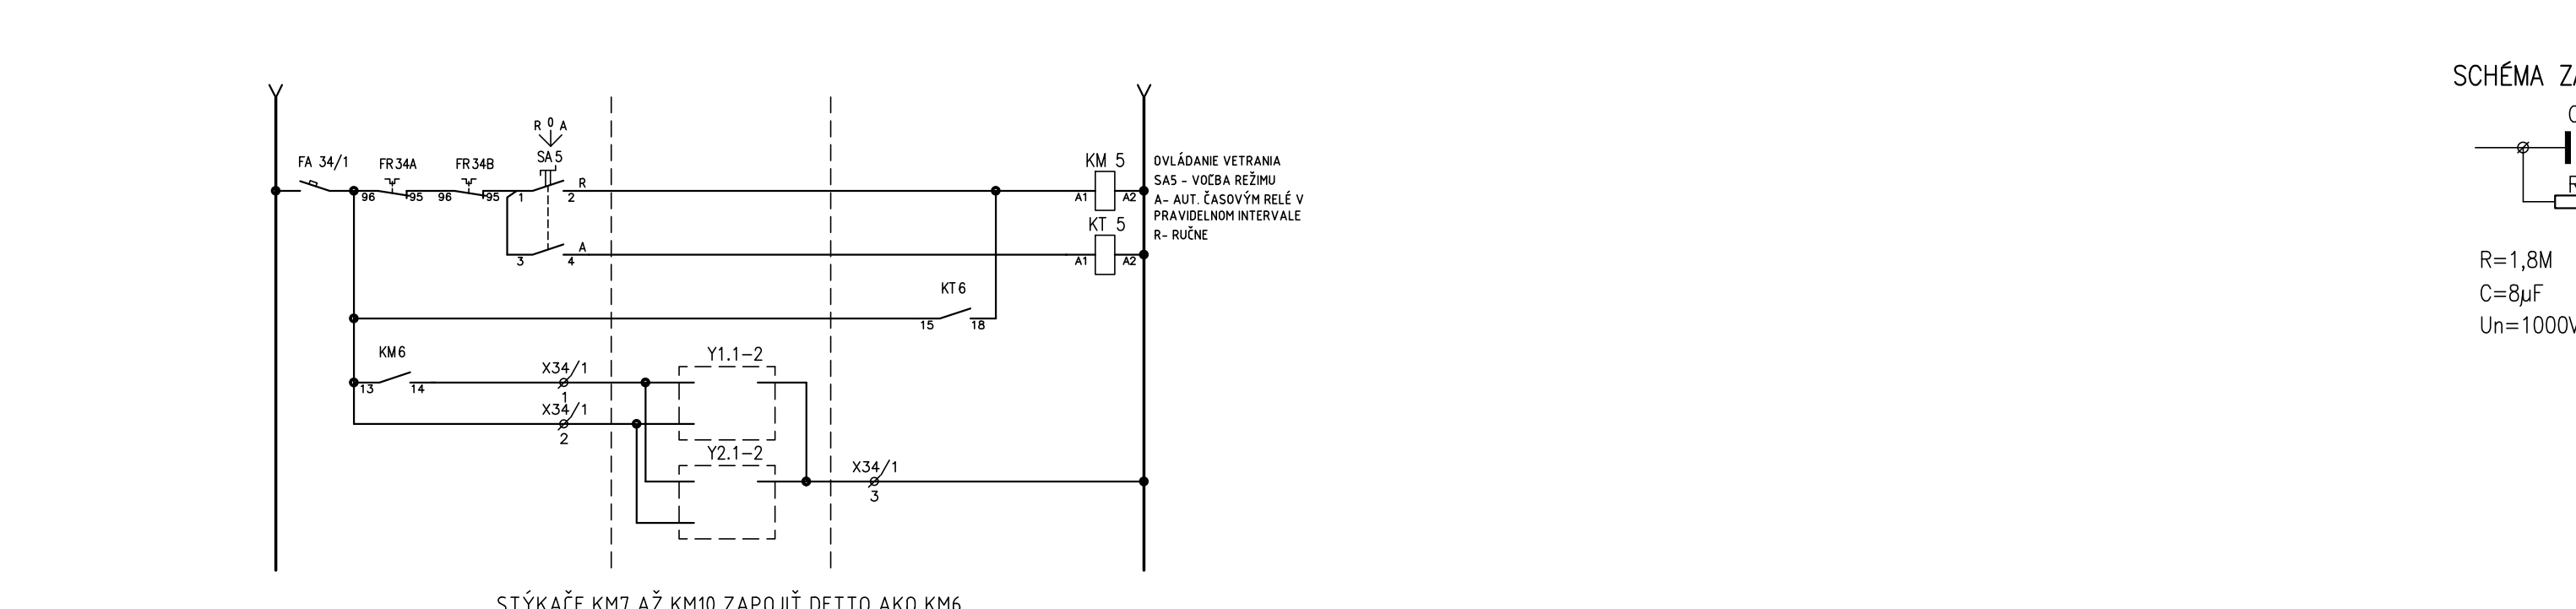 SCHÉMA
R O A
FA 34/1
FR34A
FR34B
SA5
R
96 95 96 95 1 2
A
3 4
KM 5
A1 A2
KT 5
A1 A2
OVLÁDANIE VETRANIA
SA5 - VOĽBA REŽIMU
A- AUT. ČASOVÝM RELÉ V
PRAVIDELNOM INTERVALE
R- RUČNE
R=1,8M
C=8µF
Un=1000V
KT6
15 18
KM6
13 14
X34/1
1
X34/1
2
Y1.1-2
Y2.1-2
X34/1
3
STÝKAČE KM7 AŽ KM10 ZAPOJIŤ DETTO AKO KM6